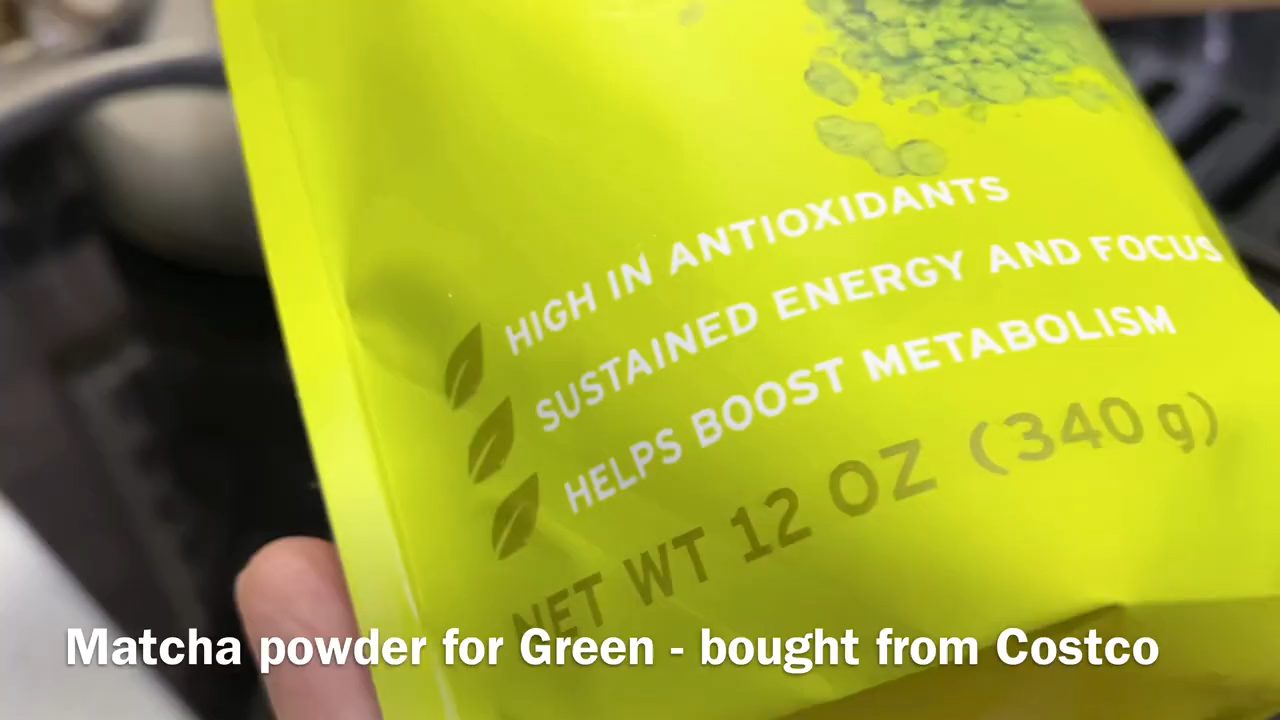 HIGH IN ANTIOXIDANTS
SUSTAINED ENERGY AND FOCUS
HELPS BOOST METABOLISM
NET WT 12 OZ (340 g)
Matcha powder for Green - bought from Costco